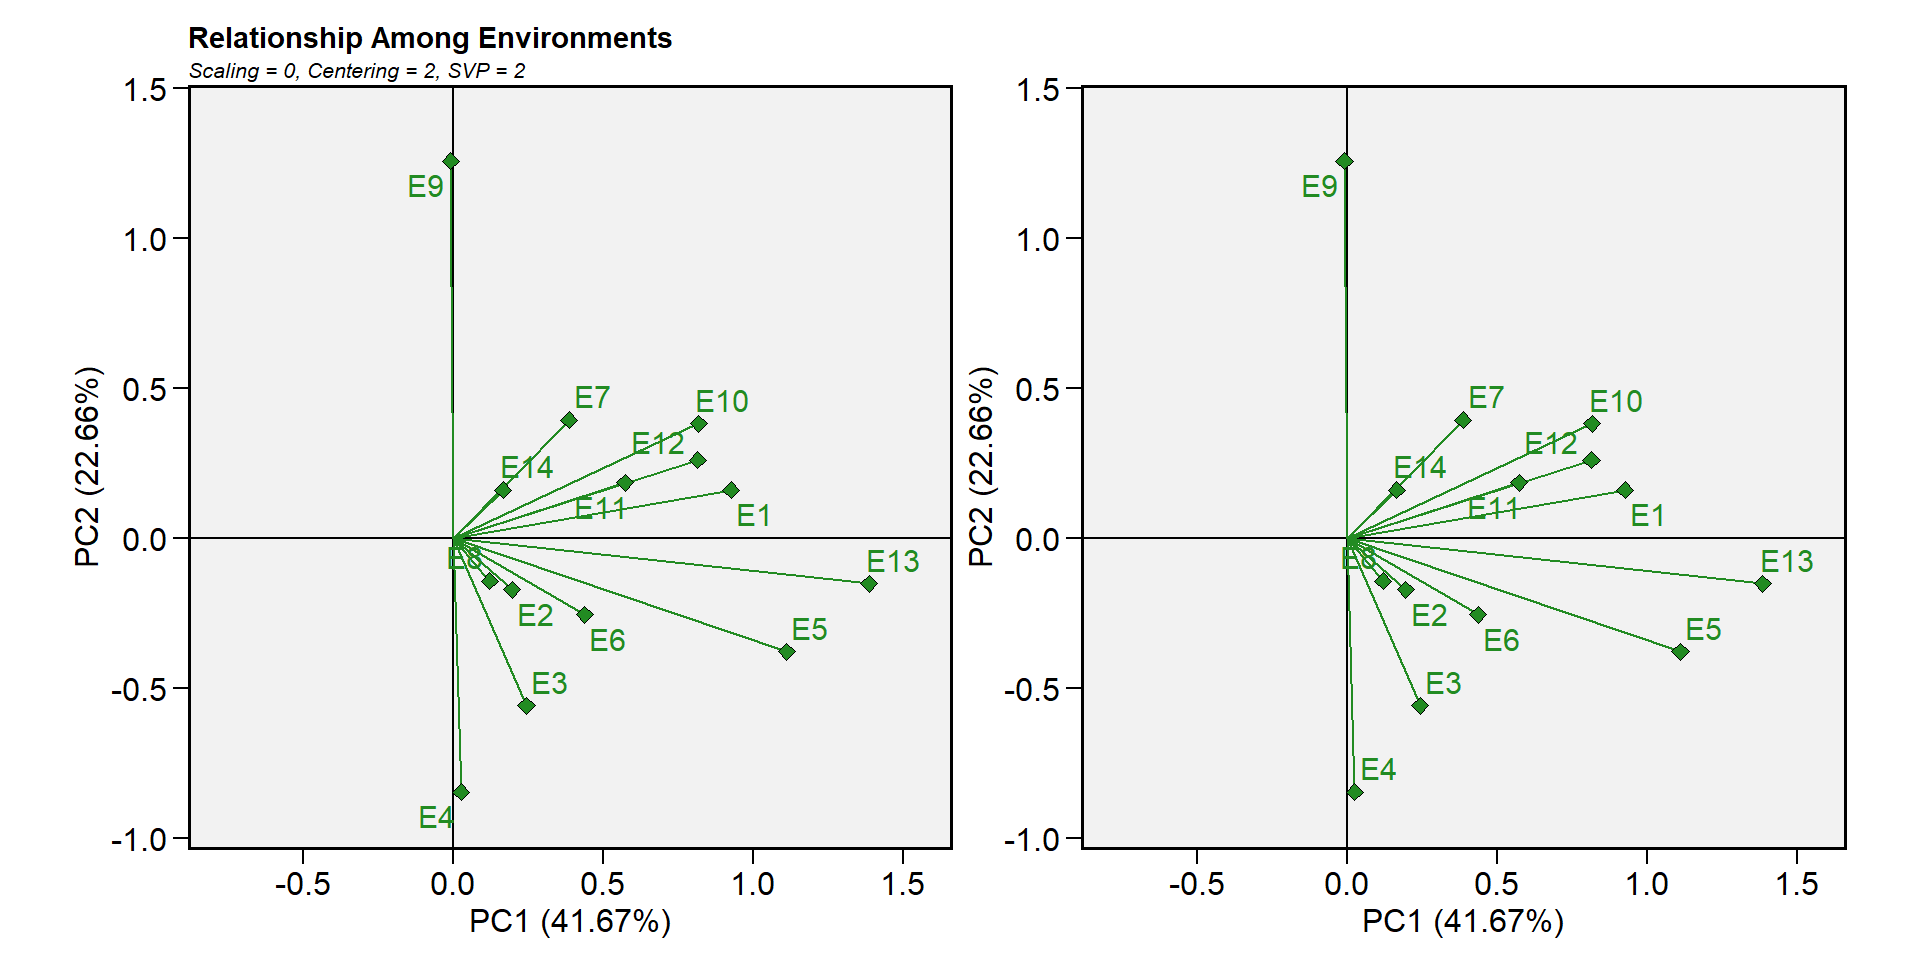 Relationship Among Environments
Scaling = 0, Centering = 2, SVP = 2
1.5
1.0
0.5
0.0
-0.5
-1.0
PC2 (22.66%)
E9
E7
E10
E12
E14
E11
E1
E8
E13
E2
E6
E5
E3
E4
-0.5
0.0
0.5
1.0
1.5
PC1 (41.67%)
1.5
1.0
0.5
0.0
-0.5
-1.0
PC2 (22.66%)
E9
E7
E10
E12
E14
E11
E1
E8
E13
E2
E6
E5
E3
E4
-0.5
0.0
0.5
1.0
1.5
PC1 (41.67%)